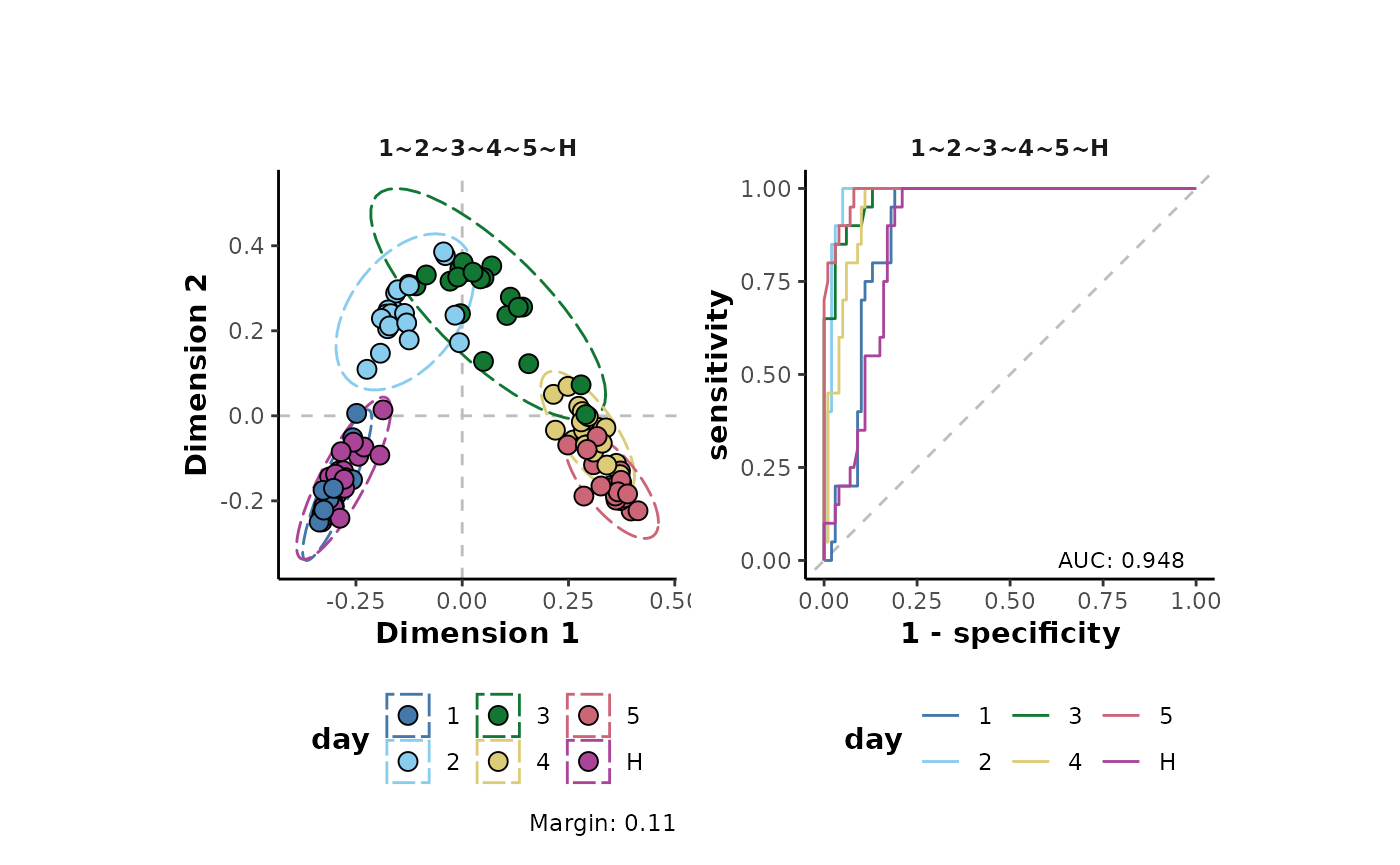 1~2~3~4~5~H
Dimension 2
0.4
0.2
0.0
-0.2
-0.25 0.00 0.25
Dimension 1
day 1 3 5
2 4 H
Margin: 0.11
1~2~3~4~5~H
sensitivity
1.00
0.75
0.50
0.25
0.00
AUC: 0.948
0.00 0.25 0.50 0.75 1.00
1 - specificity
day 1 3 5
2 4 H